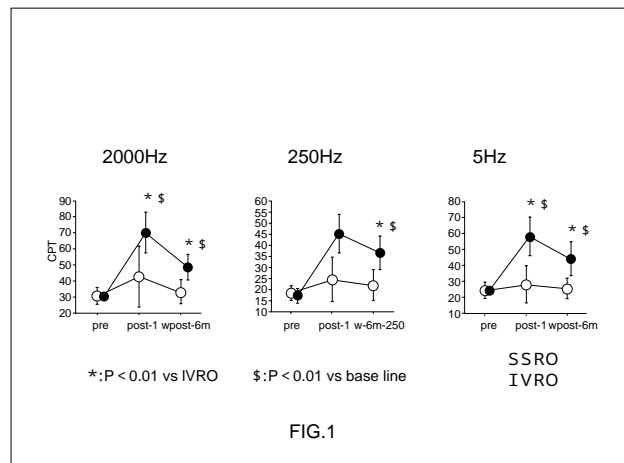 2000Hz
250Hz
5Hz
* $
* $
90
80
70
60
50
40
30
20
CPT
pre post-1 wpost-6m
* $
60
55
50
45
40
35
30
25
20
15
10
pre post-1 w-6m-250
* $
* $
80
70
60
50
40
30
20
10
pre post-1 wpost-6m
*:P < 0.01 vs IVRO
$:P < 0.01 vs base line
SSRO
IVRO
FIG.1